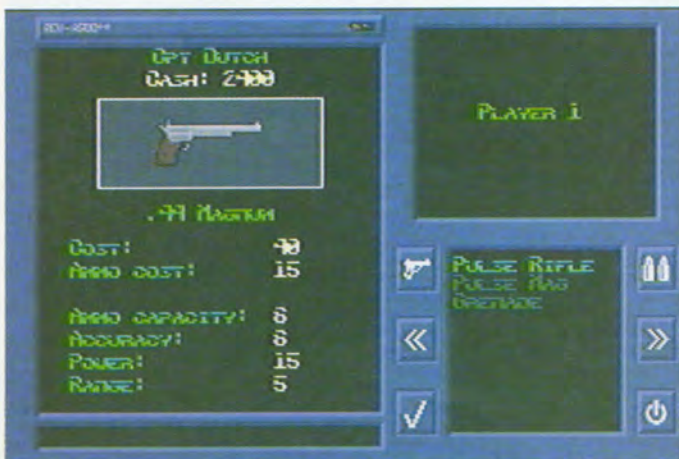 Cpt Dutch
Cash: 2400
.44 Magnum
Cost: 40
Ammo cost: 15
Ammo capacity: 6
Accuracy: 6
Power: 15
Range: 5
Player 1
Pulse Rifle
Pulse Mag
Grenade